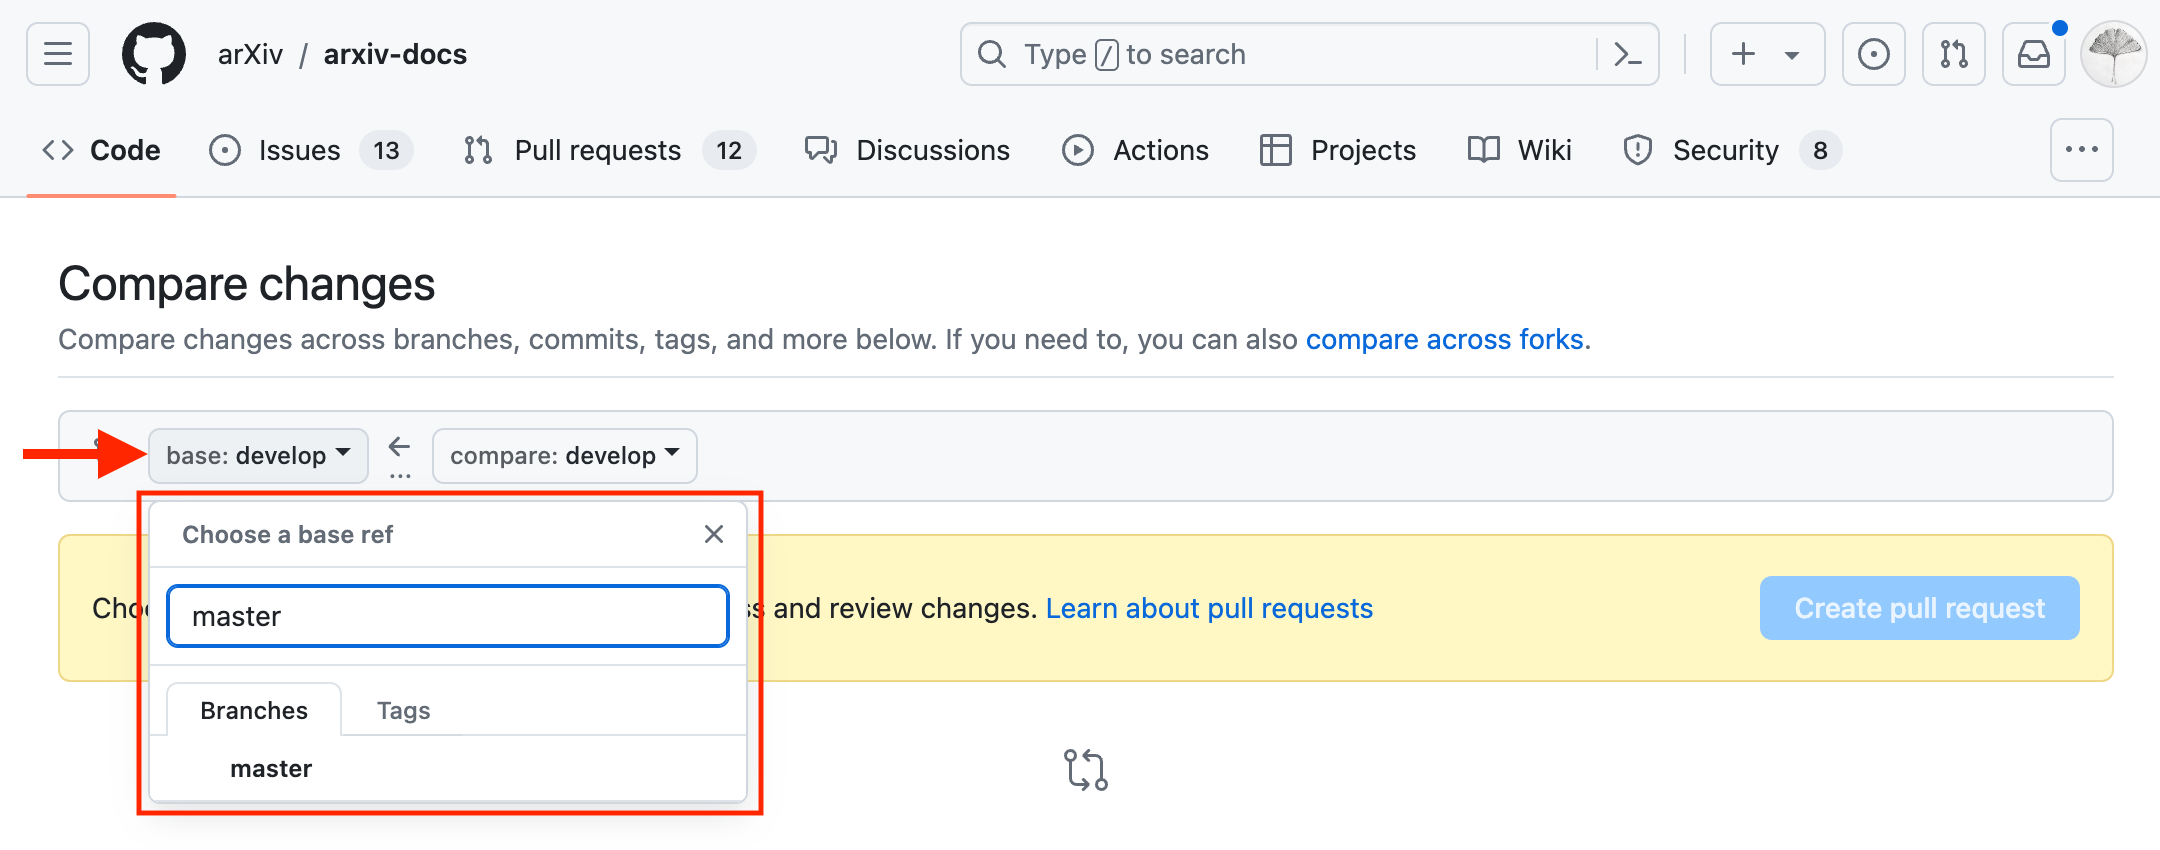 arXiv / arxiv-docs
Type / to search
Code
Issues 13
Pull requests 12
Discussions
Actions
Projects
Wiki
Security 8
Compare changes
Compare changes across branches, commits, tags, and more below. If you need to, you can also compare across forks.
base: develop
compare: develop
Choose a base ref
and review changes. Learn about pull requests
Create pull request
master
Branches
Tags
master